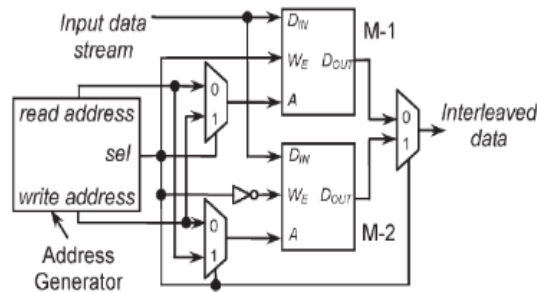 Input data
stream
D_IN
M-1
W_E
D_OUT
0
A
1
read address
sel
write address
0
1
Interleaved
data
D_IN
W_E
D_OUT
0
A
M-2
1
Address
Generator